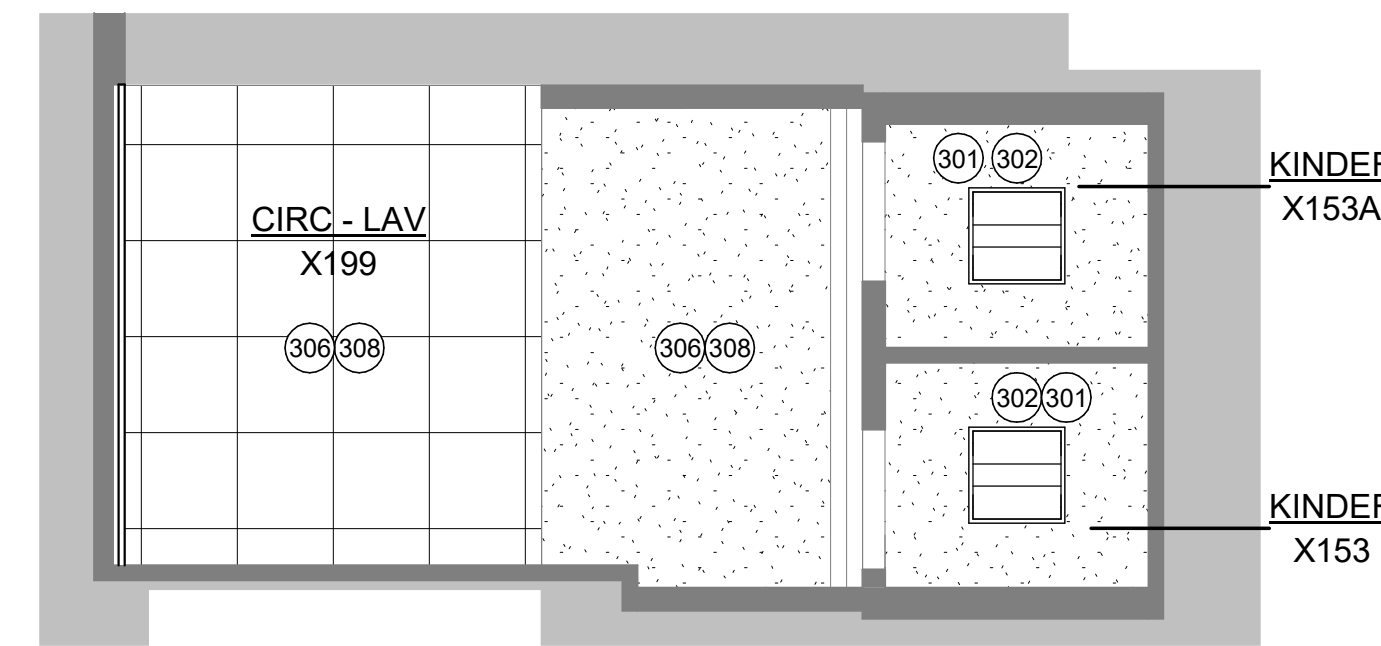 301 302
KINDER
X153A
CIRC - LAV
X199
306 308
306 308
302 301
KINDER
X153